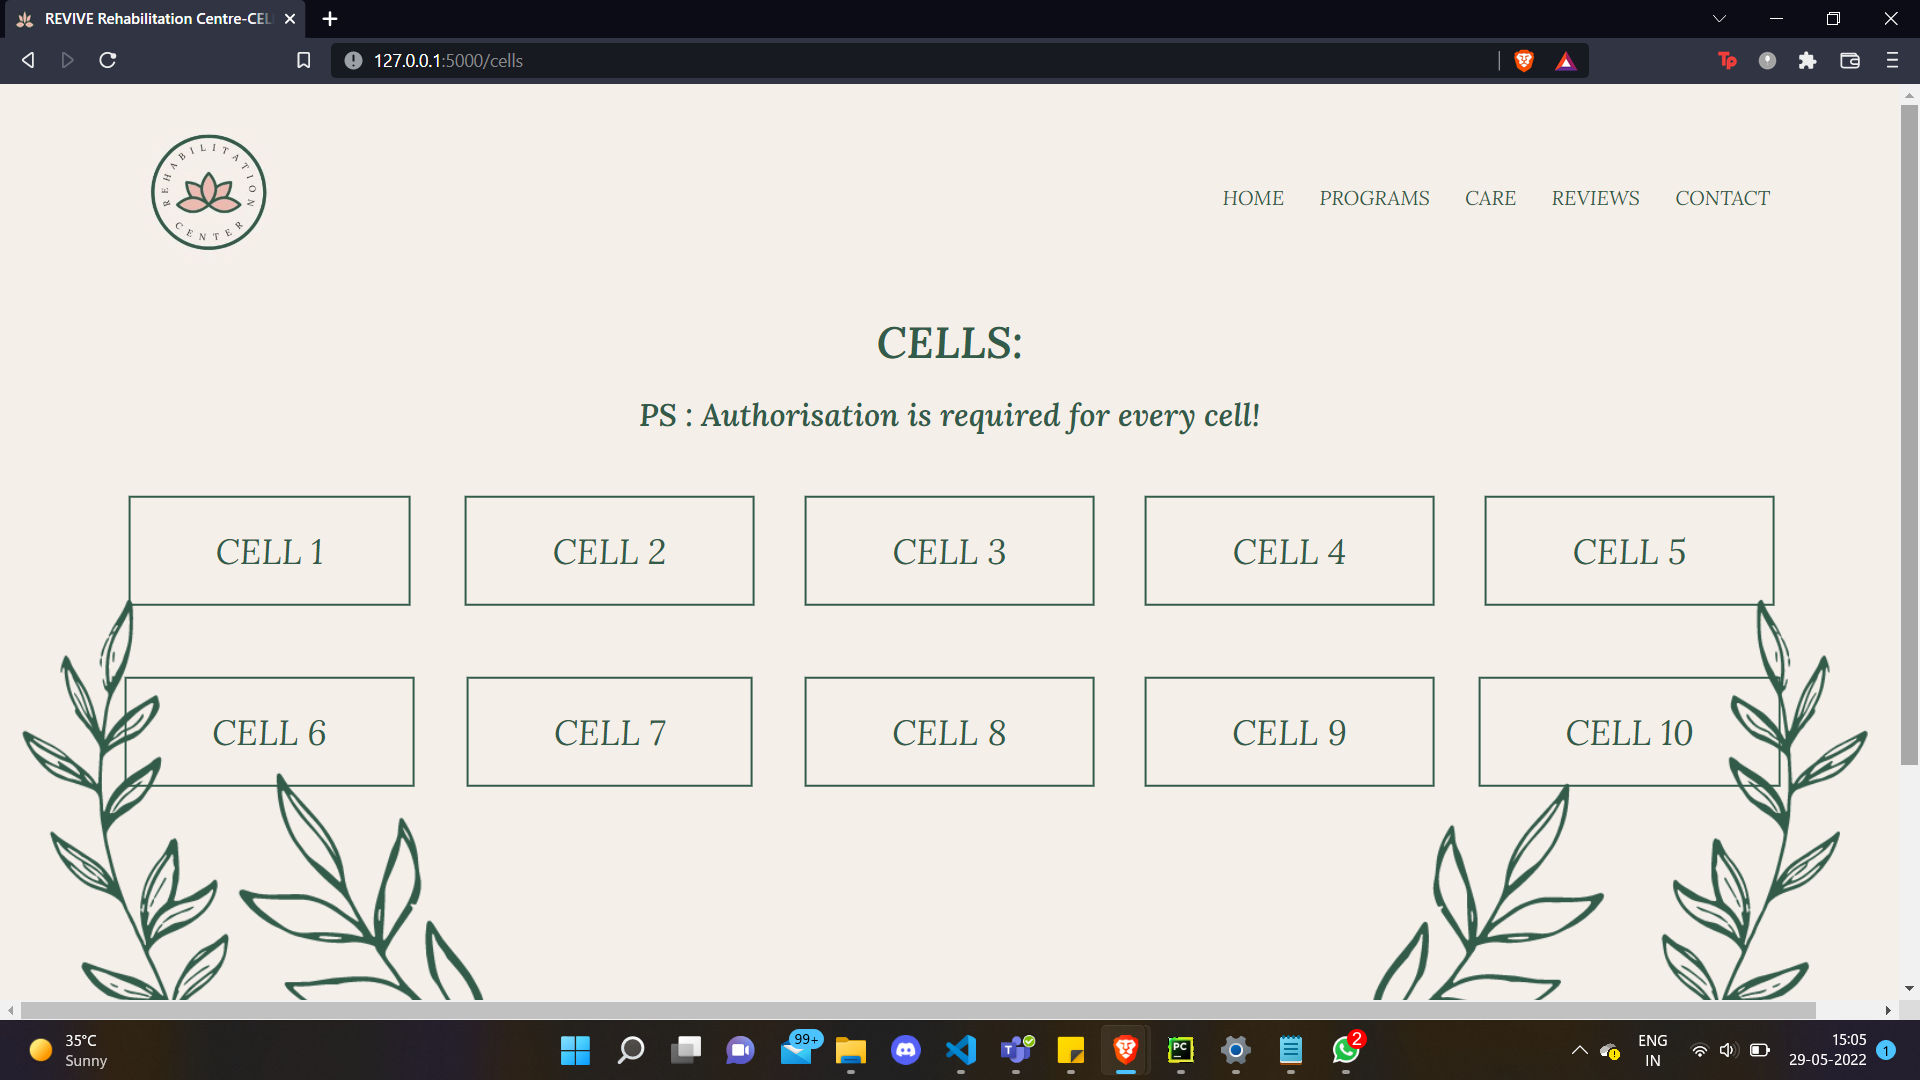 REVIVE Rehabilitation Centre-CEL
127.0.0.1:5000/cells
Tp
REHABILITATION
CENTER
HOME PROGRAMS CARE REVIEWS CONTACT
CELLS:
PS : Authorisation is required for every cell!
CELL 1 CELL 2 CELL 3 CELL 4 CELL 5
CELL 6 CELL 7 CELL 8 CELL 9 CELL 10
35°C
Sunny
99+
T
PC
2
ENG
IN
15:05
29-05-2022
1